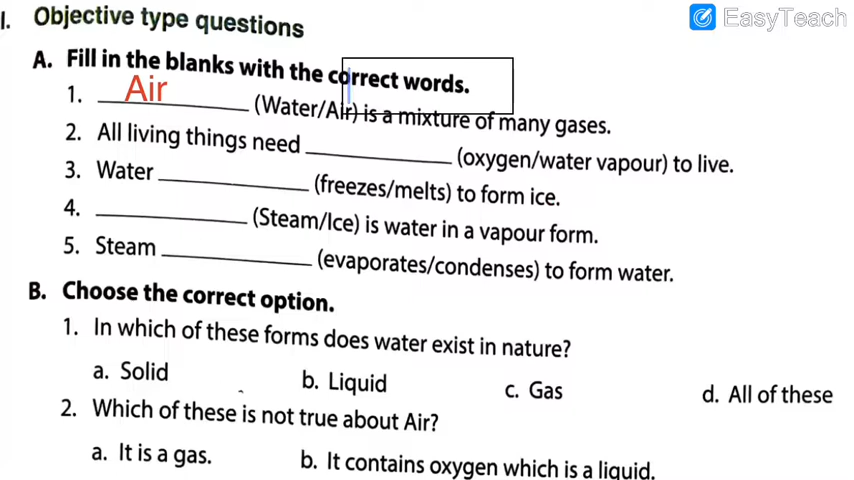 I. Objective type questions
EasyTeach
A. Fill in the blanks with the correct words.
1. Air (Water/Air) is a mixture of many gases.
2. All living things need ____________ (oxygen/water vapour) to live.
3. Water ____________ (freezes/melts) to form ice.
4. ____________ (Steam/Ice) is water in a vapour form.
5. Steam ____________ (evaporates/condenses) to form water.
B. Choose the correct option.
1. In which of these forms does water exist in nature?
a. Solid b. Liquid c. Gas d. All of these
2. Which of these is not true about Air?
a. It is a gas. b. It contains oxygen which is a liquid.